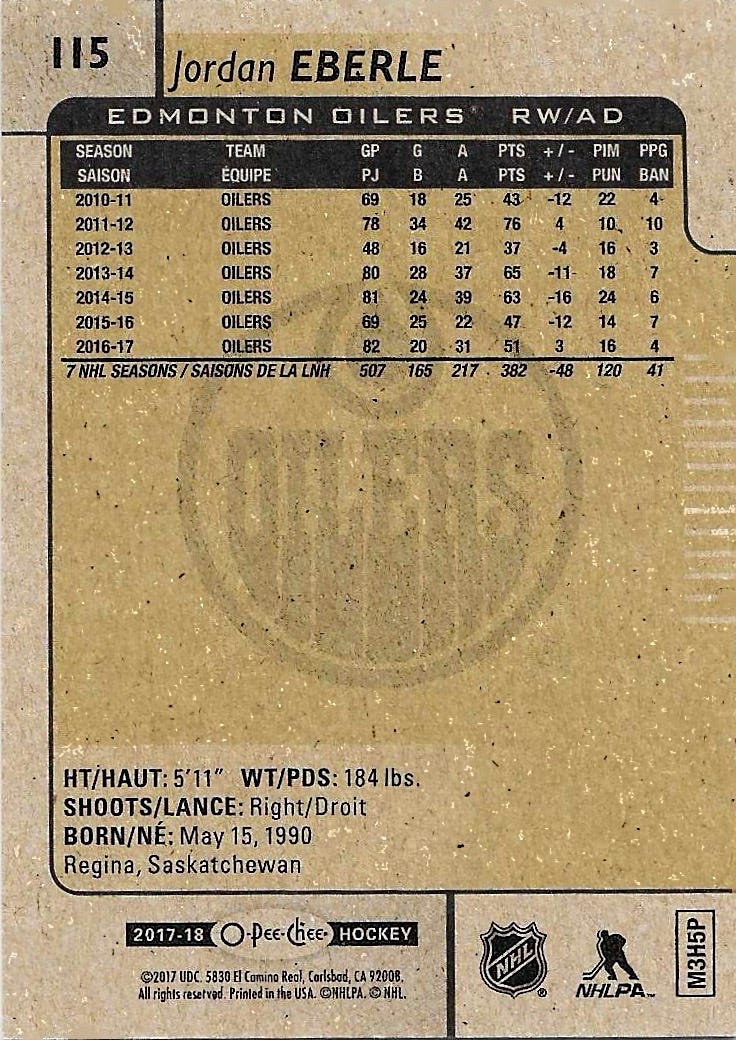 115
Jordan EBERLE
EDMONTON OILERS® RW/AD
SEASON TEAM GP G A PTS +/- PIM PPG
SAISON ÉQUIPE PJ B A PTS +/- PUN BAN
2010-11 OILERS 69 18 25 43 -12 22 4
2011-12 OILERS 78 34 42 76 4 10 10
2012-13 OILERS 48 16 21 37 -4 16 3
2013-14 OILERS 80 28 37 65 -11 18 7
2014-15 OILERS 81 24 39 63 -16 24 6
2015-16 OILERS 69 25 22 47 -12 14 7
2016-17 OILERS 82 20 31 51 3 16 4
7 NHL SEASONS / SAISONS DE LA LNH 507 165 217 382 -48 120 41
OILERS
HT/HAUT: 5'11" WT/PDS: 184 lbs.
SHOOTS/LANCE: Right/Droit
BORN/NÉ: May 15, 1990
Regina, Saskatchewan
2017-18 O-Pee-Chee HOCKEY
©2017 UDC. 5830 El Camino Real, Carlsbad, CA 92008.
All rights reserved. Printed in the USA. ©NHLPA. © NHL.
NHL®
NHLPA™
M3H5P